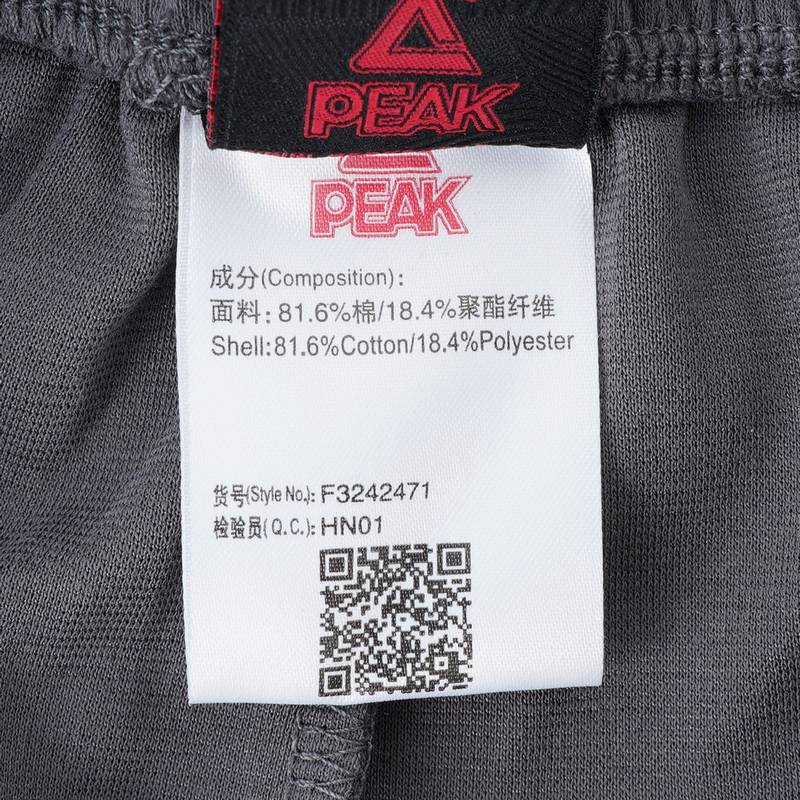 PEAK
PEAK
成分(Composition):
面料: 81.6%棉/18.4%聚酯纤维
Shell:81.6%Cotton/18.4%Polyester
货号(Style No.): F3242471
检验员(Q.C.): HN01